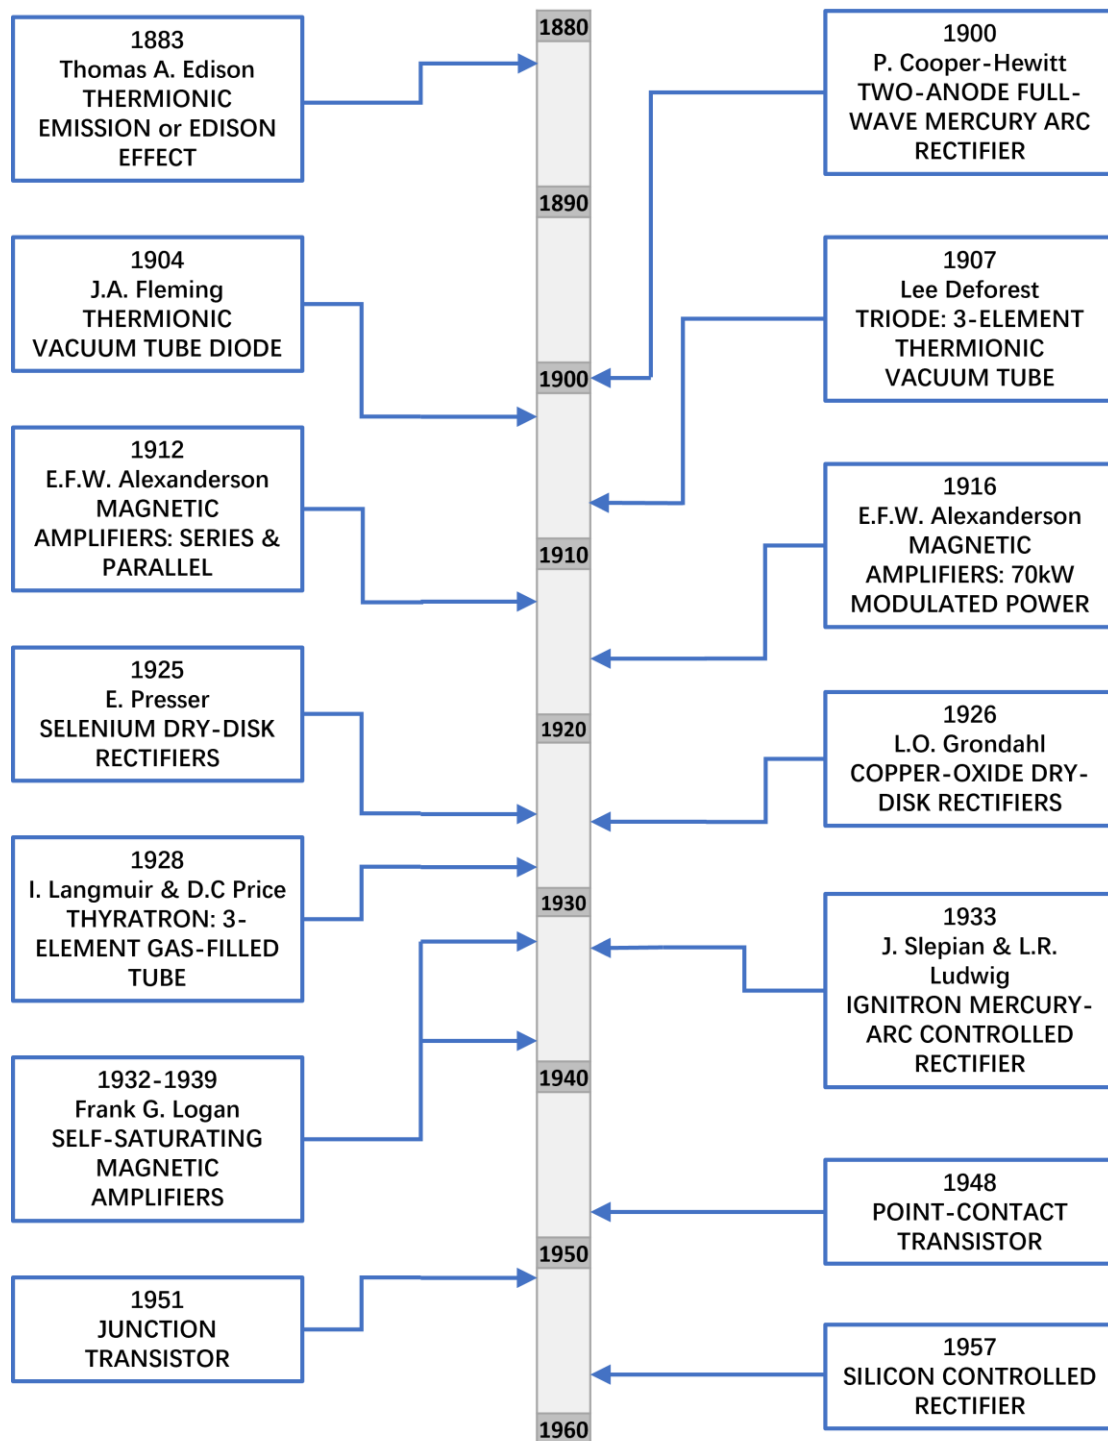 1883
Thomas A. Edison
THERMIONIC
EMISSION or EDISON
EFFECT
1904
J.A. Fleming
THERMIONIC
VACUUM TUBE DIODE
1912
E.F.W. Alexanderson
MAGNETIC
AMPLIFIERS: SERIES &
PARALLEL
1925
E. Presser
SELENIUM DRY-DISK
RECTIFIERS
1928
I. Langmuir & D.C Price
THYRATRON: 3-
ELEMENT GAS-FILLED
TUBE
1932-1939
Frank G. Logan
SELF-SATURATING
MAGNETIC
AMPLIFIERS
1951
JUNCTION
TRANSISTOR
1880
1890
1900
1910
1920
1930
1940
1950
1960
1900
P. Cooper-Hewitt
TWO-ANODE FULL-
WAVE MERCURY ARC
RECTIFIER
1907
Lee Deforest
TRIODE: 3-ELEMENT
THERMIONIC
VACUUM TUBE
1916
E.F.W. Alexanderson
MAGNETIC
AMPLIFIERS: 70kW
MODULATED POWER
1926
L.O. Grondahl
COPPER-OXIDE DRY-
DISK RECTIFIERS
1933
J. Slepian & L.R.
Ludwig
IGNITRON MERCURY-
ARC CONTROLLED
RECTIFIER
1948
POINT-CONTACT
TRANSISTOR
1957
SILICON CONTROLLED
RECTIFIER